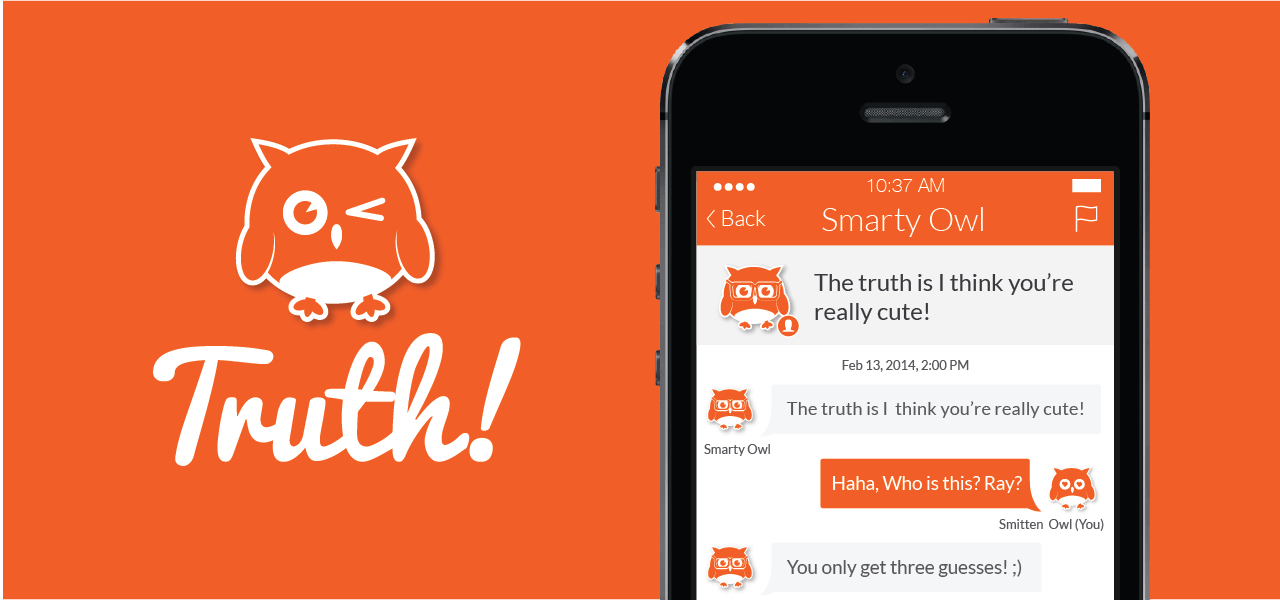 Truth!
10:37 AM
Back
Smarty Owl
The truth is I think you're
really cute!
Feb 13, 2014, 2:00 PM
The truth is I think you're really cute!
Smarty Owl
Haha, Who is this? Ray?
Smitten Owl (You)
You only get three guesses! ;)